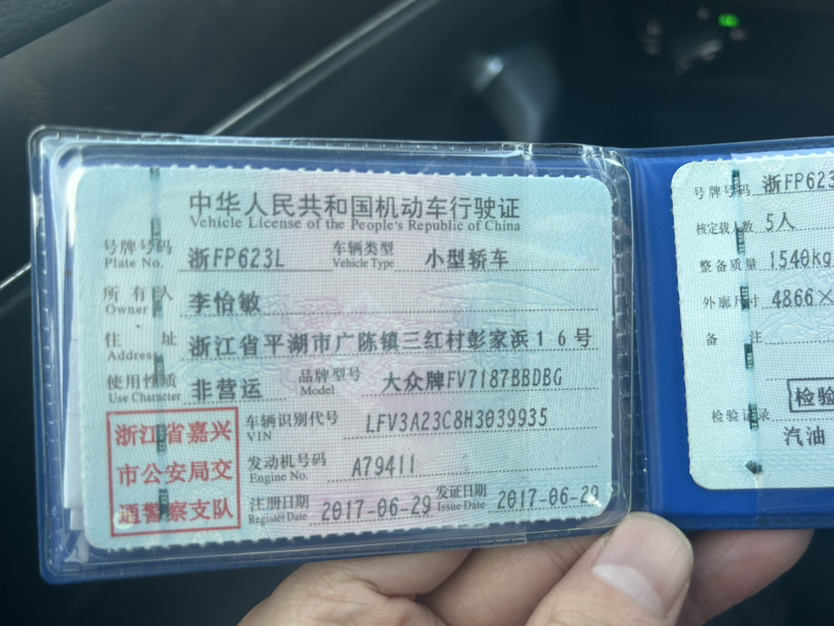 中华人民共和国机动车行驶证
Vehicle License of the People's Republic of China
号牌号码 浙FP623L 车辆类型 小型轿车
Plate No. Vehicle Type
所有人 李怡敏
Owner
住址 浙江省平湖市广陈镇三红村彭家浜16号
Address
使用性质 非营运 品牌型号 大众牌FV7187BBDBG
Use Character Model
浙江省嘉兴
市公安局交
通警察支队
车辆识别代号 LFV3A23C8H3039935
VIN
发动机号码 A79411
Engine No.
注册日期 2017-06-29 发证日期 2017-06-29
Register Date Issue Date
号牌号码 浙FP623
核定载人数 5人
整备质量 1540kg
外廓尺寸 4866×
备注
检验
检验记录
汽油